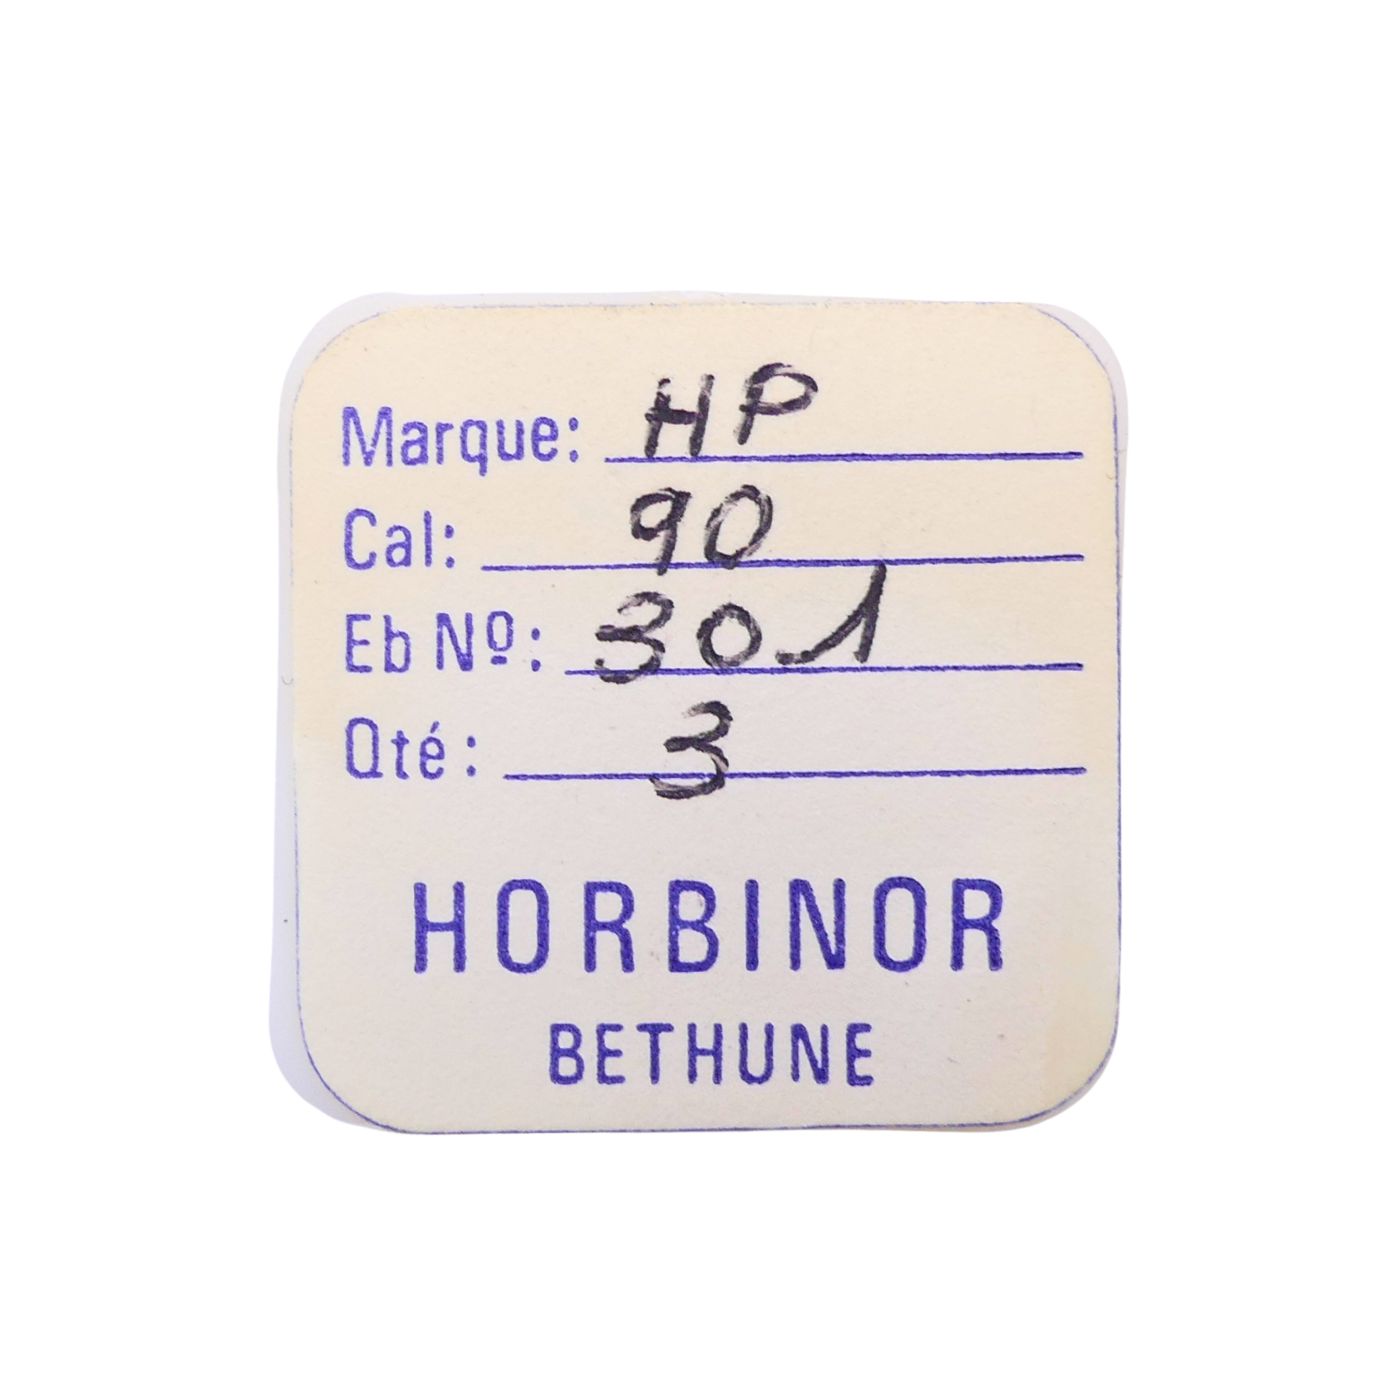 Marque: HP
Cal: 90
Eb Nº: 301
Qté: 3
HORBINOR
BETHUNE